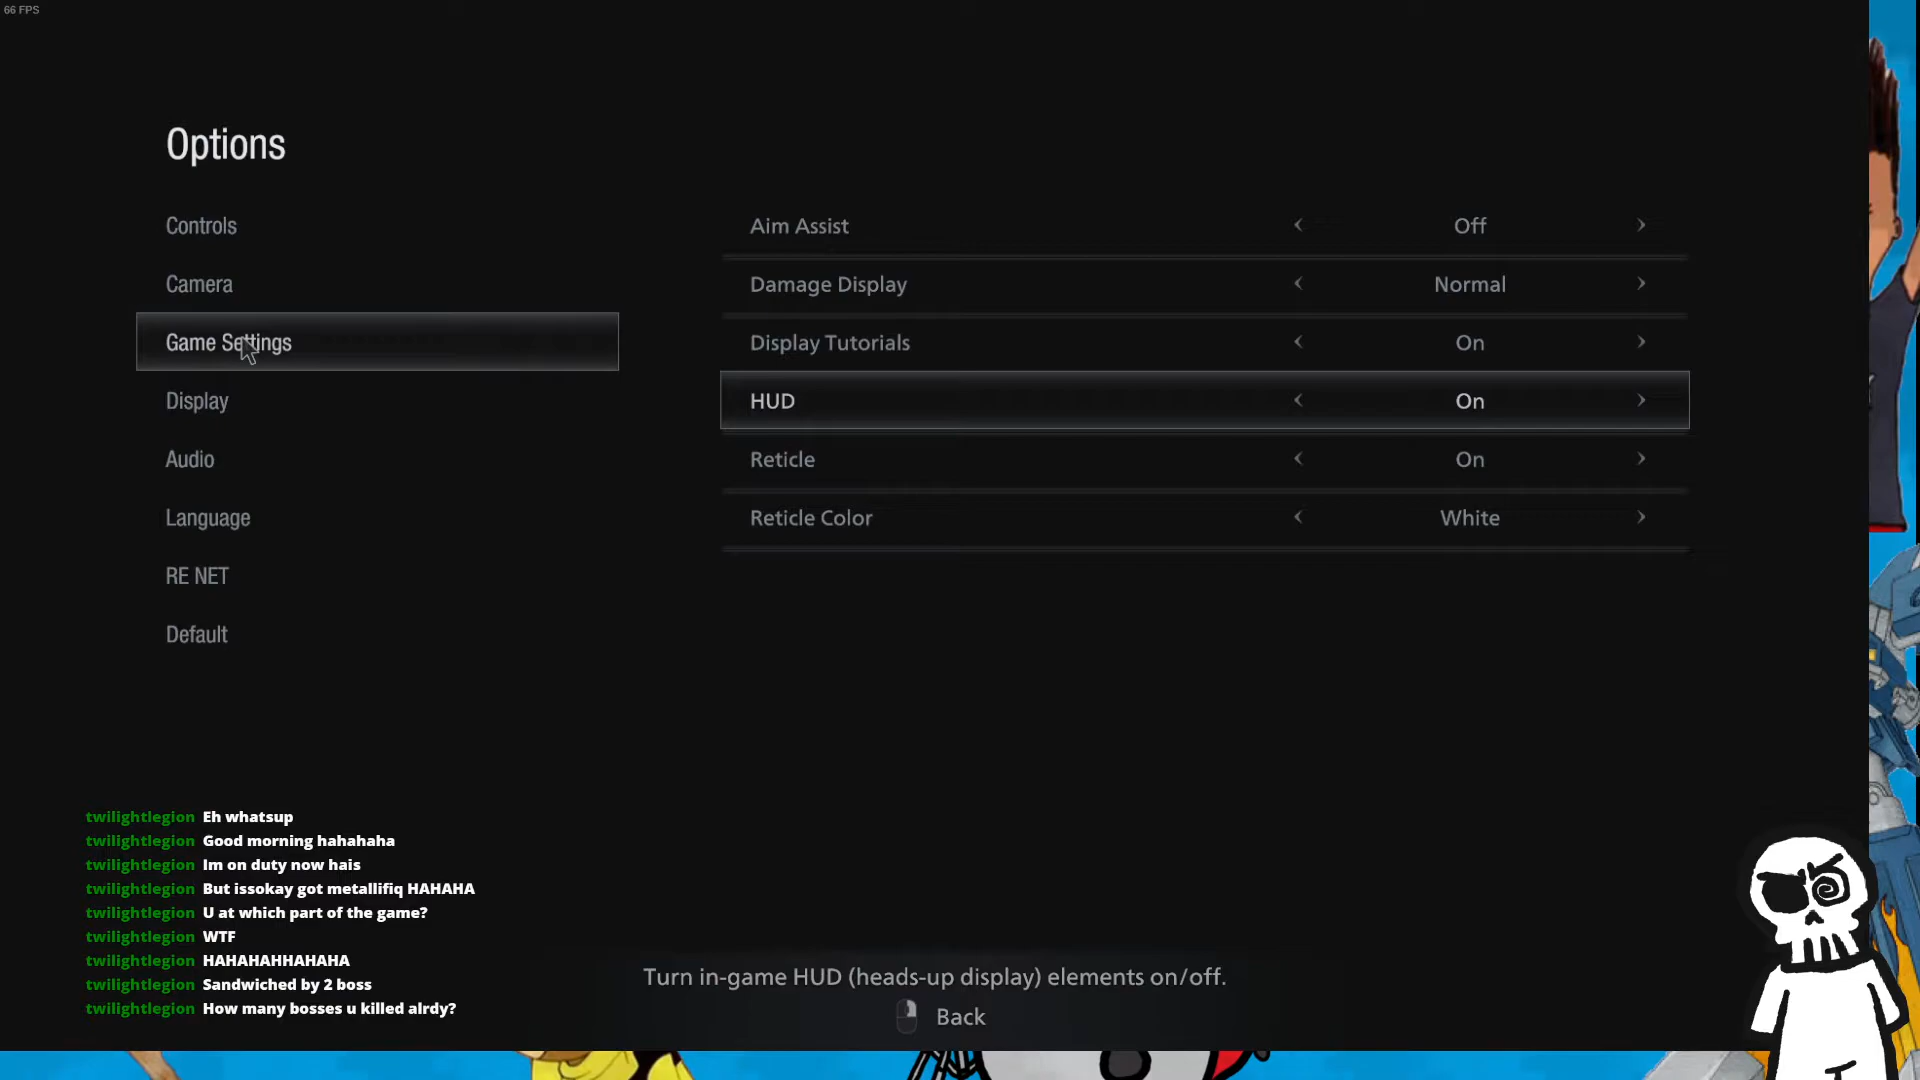 66 FPS
Options
Controls
Camera
Game Settings
Display
Audio
Language
RE NET
Default
Aim Assist Off
Damage Display Normal
Display Tutorials On
HUD On
Reticle On
Reticle Color White
twilightlegion Eh whatsup
twilightlegion Good morning hahahaha
twilightlegion Im on duty now hais
twilightlegion But issokay got metallifiq HAHAHA
twilightlegion U at which part of the game?
twilightlegion WTF
twilightlegion HAHAHAHHAHAHA
twilightlegion Sandwiched by 2 boss
twilightlegion How many bosses u killed alrdy?
Turn in-game HUD (heads-up display) elements on/off.
Back